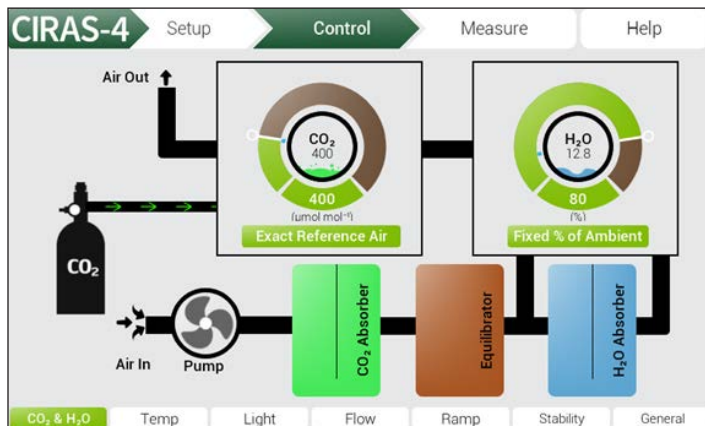 CIRAS-4
Setup
Control
Measure
Help
Air Out
CO₂
400
400
(µmol mol⁻¹)
Exact Reference Air
H₂O
12.8
80
(%)
Fixed % of Ambient
CO₂
Air In
Pump
CO₂ Absorber
Equilibrator
H₂O Absorber
CO₂ & H₂O
Temp
Light
Flow
Ramp
Stability
General